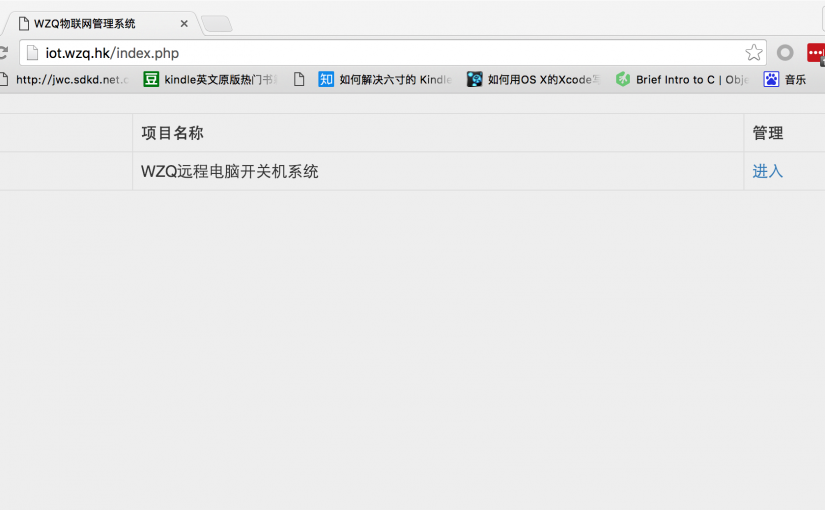 WZQ物联网管理系统
iot.wzq.hk/index.php
http://jwc.sdkd.net.c kindle英文原版热门书 知 如何解决六寸的 Kindle 如何用OS X的Xcode写 Brief Intro to C | Obje 音乐
项目名称 管理
WZQ远程电脑开关机系统 进入